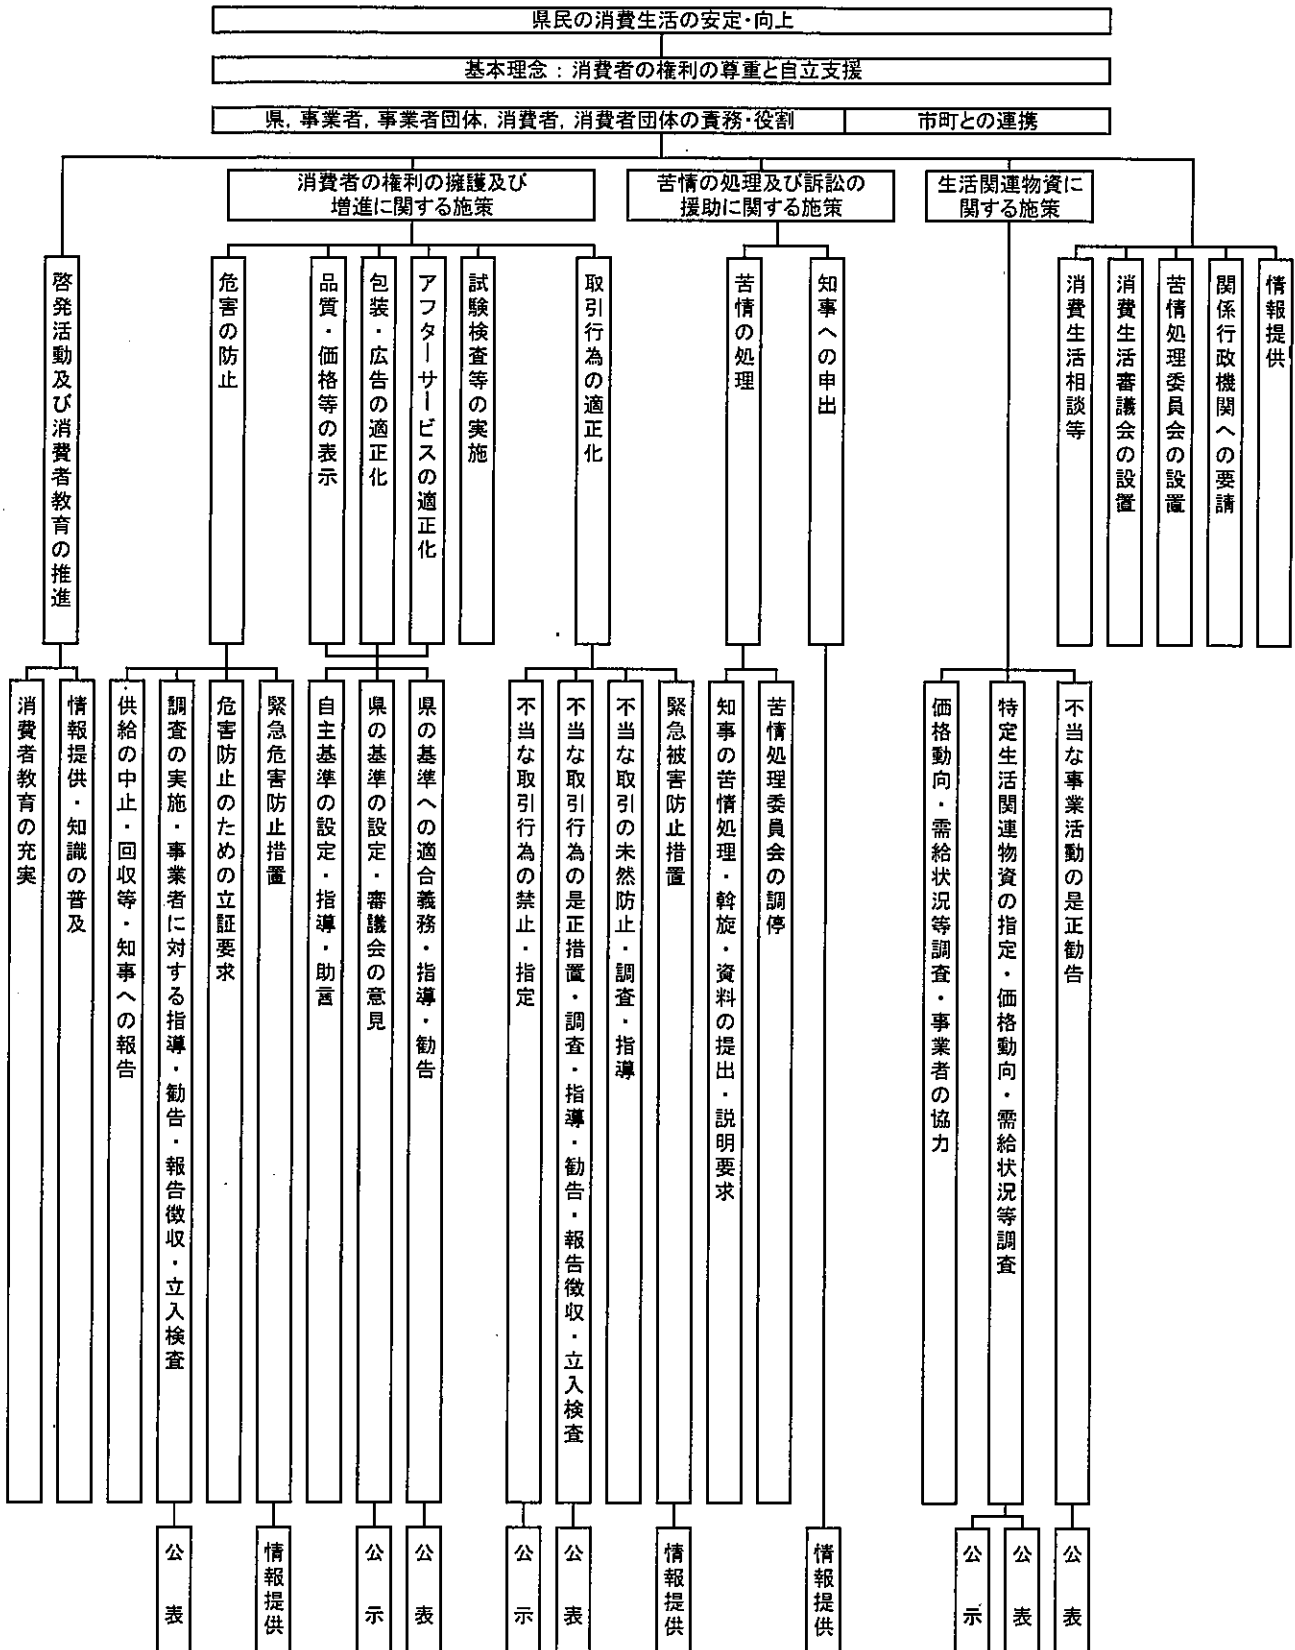 県民の消費生活の安定・向上
基本理念：消費者の権利の尊重と自立支援
県，事業者，事業者団体，消費者，消費者団体の責務・役割
市町との連携
消費者の権利の擁護及び
増進に関する施策
苦情の処理及び訴訟の
援助に関する施策
生活関連物資に
関する施策
啓発活動及び消費者教育の推進
危害の防止
品質・価格等の表示
包装・広告の適正化
アフターサービスの適正化
試験検査等の実施
取引行為の適正化
苦情の処理
知事への申出
消費生活相談等
消費生活審議会の設置
苦情処理委員会の設置
関係行政機関への要請
情報提供
消費者教育の充実
情報提供・知識の普及
供給の中止・回収等・知事への報告
調査の実施・事業者に対する指導・勧告・報告徴収・立入検査
危害防止のための立証要求
緊急危害防止措置
自主基準の設定・指導・助言
県の基準の設定・審議会の意見
県の基準への適合義務・指導・勧告
不当な取引行為の禁止・指定
不当な取引行為の是正措置・調査・指導・勧告・報告徴収・立入検査
不当な取引の未然防止・調査・指導
緊急被害防止措置
知事の苦情処理・斡旋・資料の提出・説明要求
苦情処理委員会の調停
価格動向・需給状況等調査・事業者の協力
特定生活関連物資の指定・価格動向・需給状況等調査
不当な事業活動の是正勧告
公表
情報提供
公示
公表
公示
公表
情報提供
情報提供
公示
公表
公表